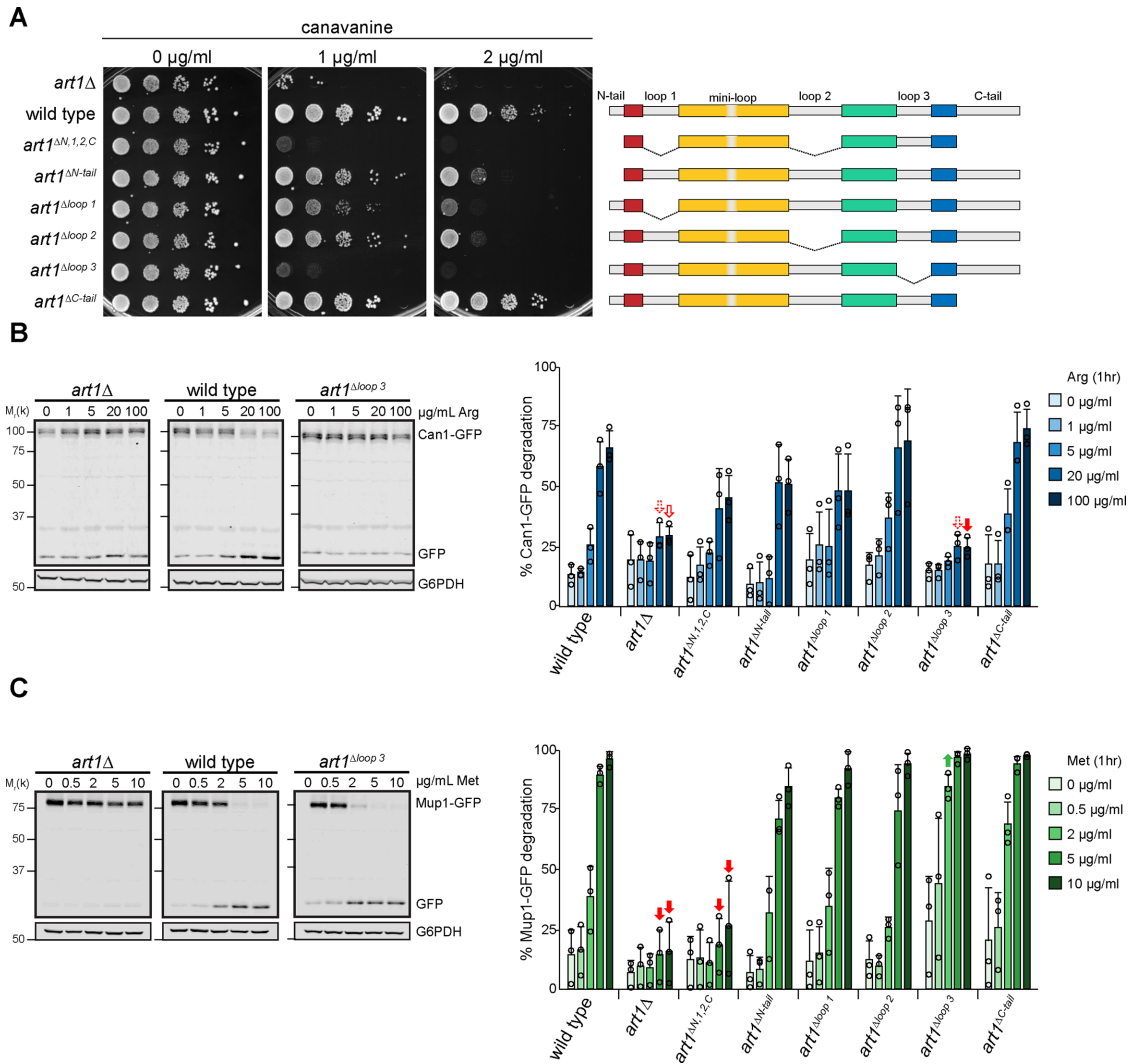 A
canavanine
0 µg/ml 1 µg/ml 2 µg/ml
art1Δ
wild type
art1ΔN,1,2,C
art1ΔN-tail
art1Δloop 1
art1Δloop 2
art1Δloop 3
art1ΔC-tail
N-tail loop 1 mini-loop loop 2 loop 3 C-tail
B
art1Δ wild type art1Δloop 3
0 1 5 20 100 0 1 5 20 100 0 1 5 20 100 µg/mL Arg
Mr(k)
100
50
37
50
Can1-GFP
GFP
G6PDH
% Can1-GFP degradation
100
75
50
25
0
wild type
art1Δ
art1ΔN,1,2,C
art1ΔN-tail
art1Δloop 1
art1Δloop 2
art1Δloop 3
art1ΔC-tail
Arg (1hr)
0 µg/ml
1 µg/ml
5 µg/ml
20 µg/ml
100 µg/ml
C
art1Δ wild type art1Δloop 3
0 0.5 2 5 10 0 0.5 2 5 10 0 0.5 2 5 10 µg/mL Met
Mr(k)
75
50
37
50
Mup1-GFP
GFP
G6PDH
% Mup1-GFP degradation
100
75
50
25
0
wild type
art1Δ
art1ΔN,1,2,C
art1ΔN-tail
art1Δloop 1
art1Δloop 2
art1Δloop 3
art1ΔC-tail
Met (1hr)
0 µg/ml
0.5 µg/ml
2 µg/ml
5 µg/ml
10 µg/ml